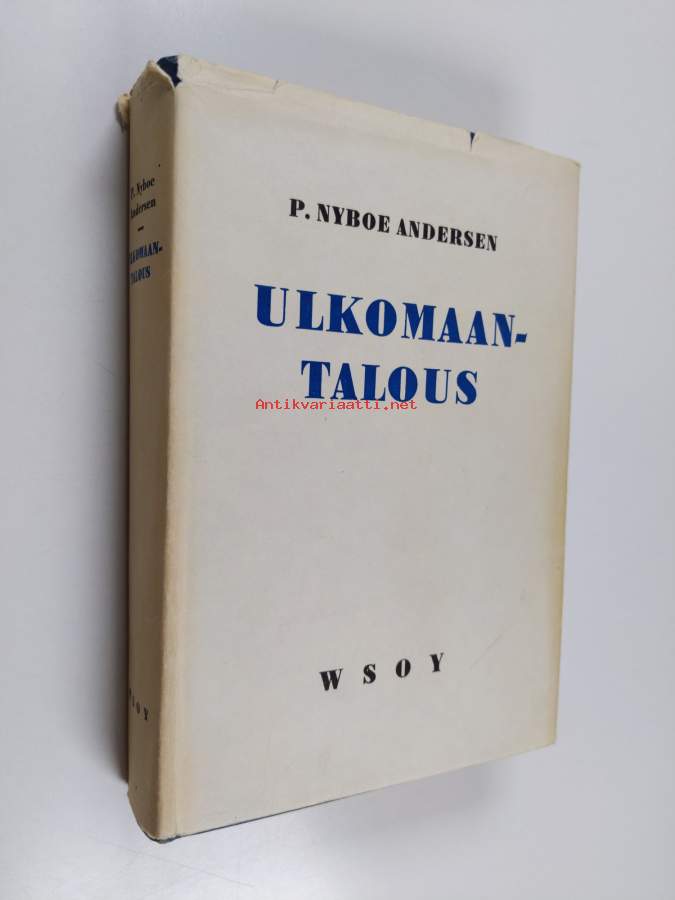 P. Nyboe
Andersen
—
ULKOMAAN-
TALOUS
WSOY
P. NYBOE ANDERSEN
ULKOMAAN-
TALOUS
Antikvariaatti.net
WSOY